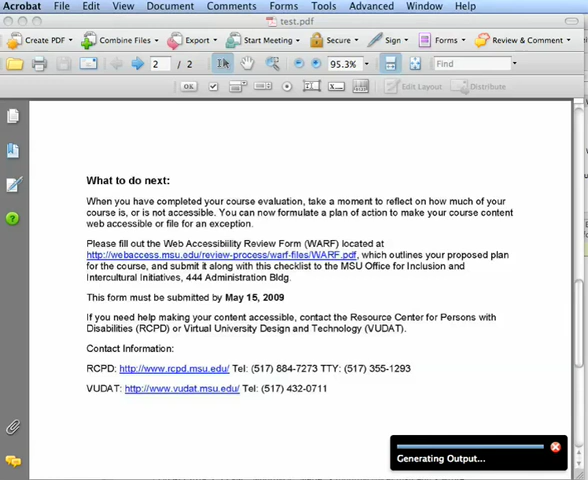 Acrobat File Edit View Document Comments Forms Tools Advanced Window Help
test.pdf
Create PDF Combine Files Export Start Meeting Secure Sign Forms Review & Comment
2 / 2 95.3% Find
OK Edit Layout Distribute
What to do next:
When you have completed your course evaluation, take a moment to reflect on how much of your
course is, or is not accessible. You can now formulate a plan of action to make your course content
web accessible or file for an exception.
Please fill out the Web Accessibility Review Form (WARF) located at
http://webaccess.msu.edu/review-process/warf-files/WARF.pdf, which outlines your proposed plan
for the course, and submit it along with this checklist to the MSU Office for Inclusion and
Intercultural Initiatives, 444 Administration Bldg.
This form must be submitted by May 15, 2009
If you need help making your content accessible, contact the Resource Center for Persons with
Disabilities (RCPD) or Virtual University Design and Technology (VUDAT).
Contact Information:
RCPD: http://www.rcpd.msu.edu/ Tel: (517) 884-7273 TTY: (517) 355-1293
VUDAT: http://www.vudat.msu.edu/ Tel: (517) 432-0711
Generating Output...